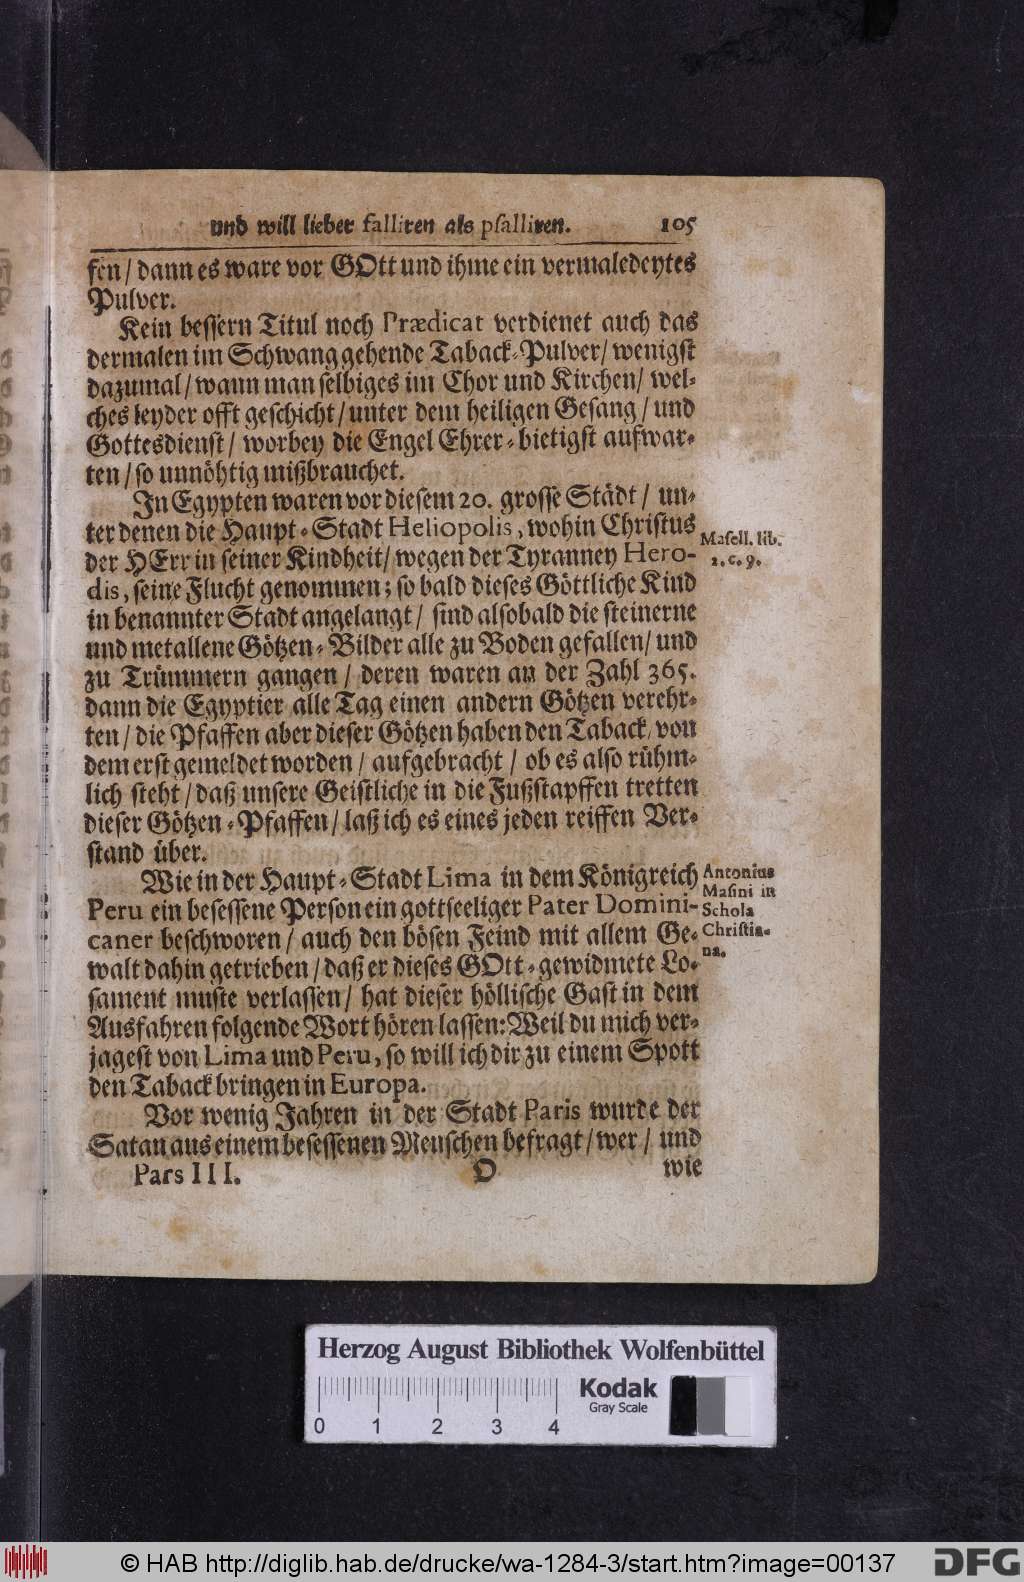 und will lieber falliren als psalliren. 105
fen / dann es ware vor GOtt und ihme ein vermaledeytes
Pulver.
Kein bessern Titul noch Prædicat verdienet auch das
dermalen im Schwang gehende Taback-Pulver / wenigst
dazumal / wann man selbiges im Chor und Kirchen / wel-
ches leyder offt geschicht / unter dem heiligen Gesang / und
Gottesdienst / worbey die Engel Ehrer-bietigst aufwar-
ten / so unnöhtig mißbrauchet.
In Egypten waren vor diesem 20. grosse Städt / un-
ter denen die Haupt-Stadt Heliopolis, wohin Christus
der HErr in seiner Kindheit / wegen der Tyranney Hero-
dis, seine Flucht genommen; so bald dieses Göttliche Kind
in benannter Stadt angelangt / sind alsobald die steinerne
und metallene Götzen-Bilder alle zu Boden gefallen / und
zu Trümmern gangen / deren waren an der Zahl 365.
dann die Egyptier alle Tag einen andern Götzen verehr-
ten / die Pfaffen aber dieser Götzen haben den Taback / von
dem erst gemeldet worden / aufgebracht / ob es also rühm-
lich steht / daß unsere Geistliche in die Fußstapffen tretten
dieser Götzen-Pfaffen / laß ich es eines jeden reiffen Ver-
stand über.
Wie in der Haupt-Stadt Lima in dem Königreich
Peru ein besessene Person ein gottseeliger Pater Domini-
caner beschworen / auch den bösen Feind mit allem Ge-
walt dahin getrieben / daß er dieses GOtt-gewidmete Lo-
sament muste verlassen / hat dieser höllische Gast in dem
Ausfahren folgende Wort hören lassen: Weil du mich ver-
jagest von Lima und Peru, so will ich dir zu einem Spott
den Taback bringen in Europa.
Vor wenig Jahren in der Stadt Paris wurde der
Satan aus einem besessenen Menschen befragt / wer / und
Pars III. O wie
Masell. lib.
1. c. 9.
Antonius
Masini in
Schola
Christia-
na.
Herzog August Bibliothek Wolfenbüttel
0 1 2 3 4
Kodak
Gray Scale
© HAB http://diglib.hab.de/drucke/wa-1284-3/start.htm?image=00137
DFG